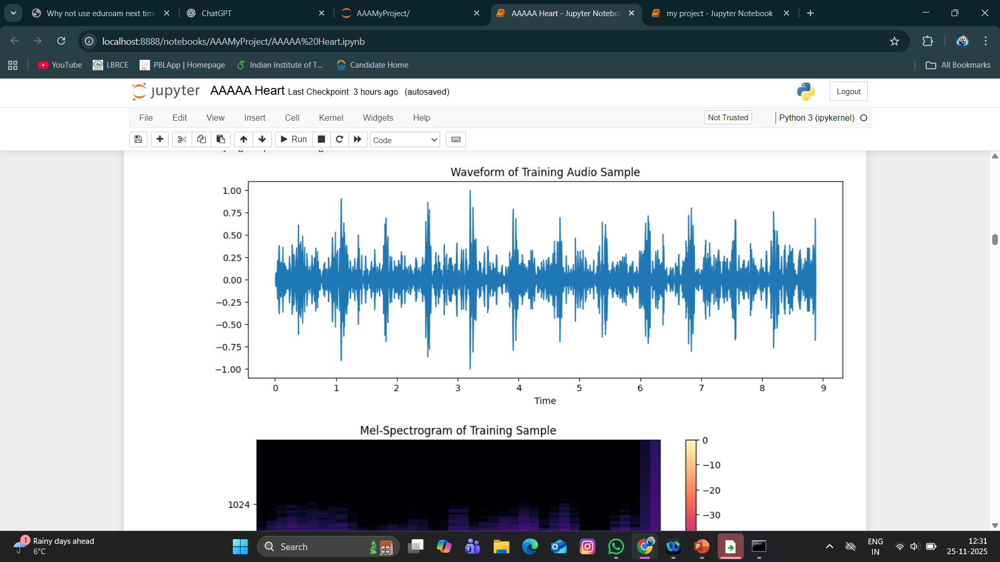 Why not use eduroam next tim
ChatGPT
AAAMyProject/
AAAAA Heart - Jupyter Notebo
my project - Jupyter Notebook
localhost:8888/notebooks/AAAMyProject/AAAAA%20Heart.ipynb
YouTube
LBRCE
PBLApp | Homepage
Indian Institute of T...
Candidate Home
All Bookmarks
jupyter AAAAA Heart Last Checkpoint: 3 hours ago (autosaved)
Logout
File Edit View Insert Cell Kernel Widgets Help
Not Trusted
Python 3 (ipykernel)
Run
Code
Waveform of Training Audio Sample
1.00
0.75
0.50
0.25
0.00
−0.25
−0.50
−0.75
−1.00
0 1 2 3 4 5 6 7 8 9
Time
Mel-Spectrogram of Training Sample
1024
0
−10
−20
−30
1
Rainy days ahead
6°C
Search
ENG
IN
12:31
25-11-2025